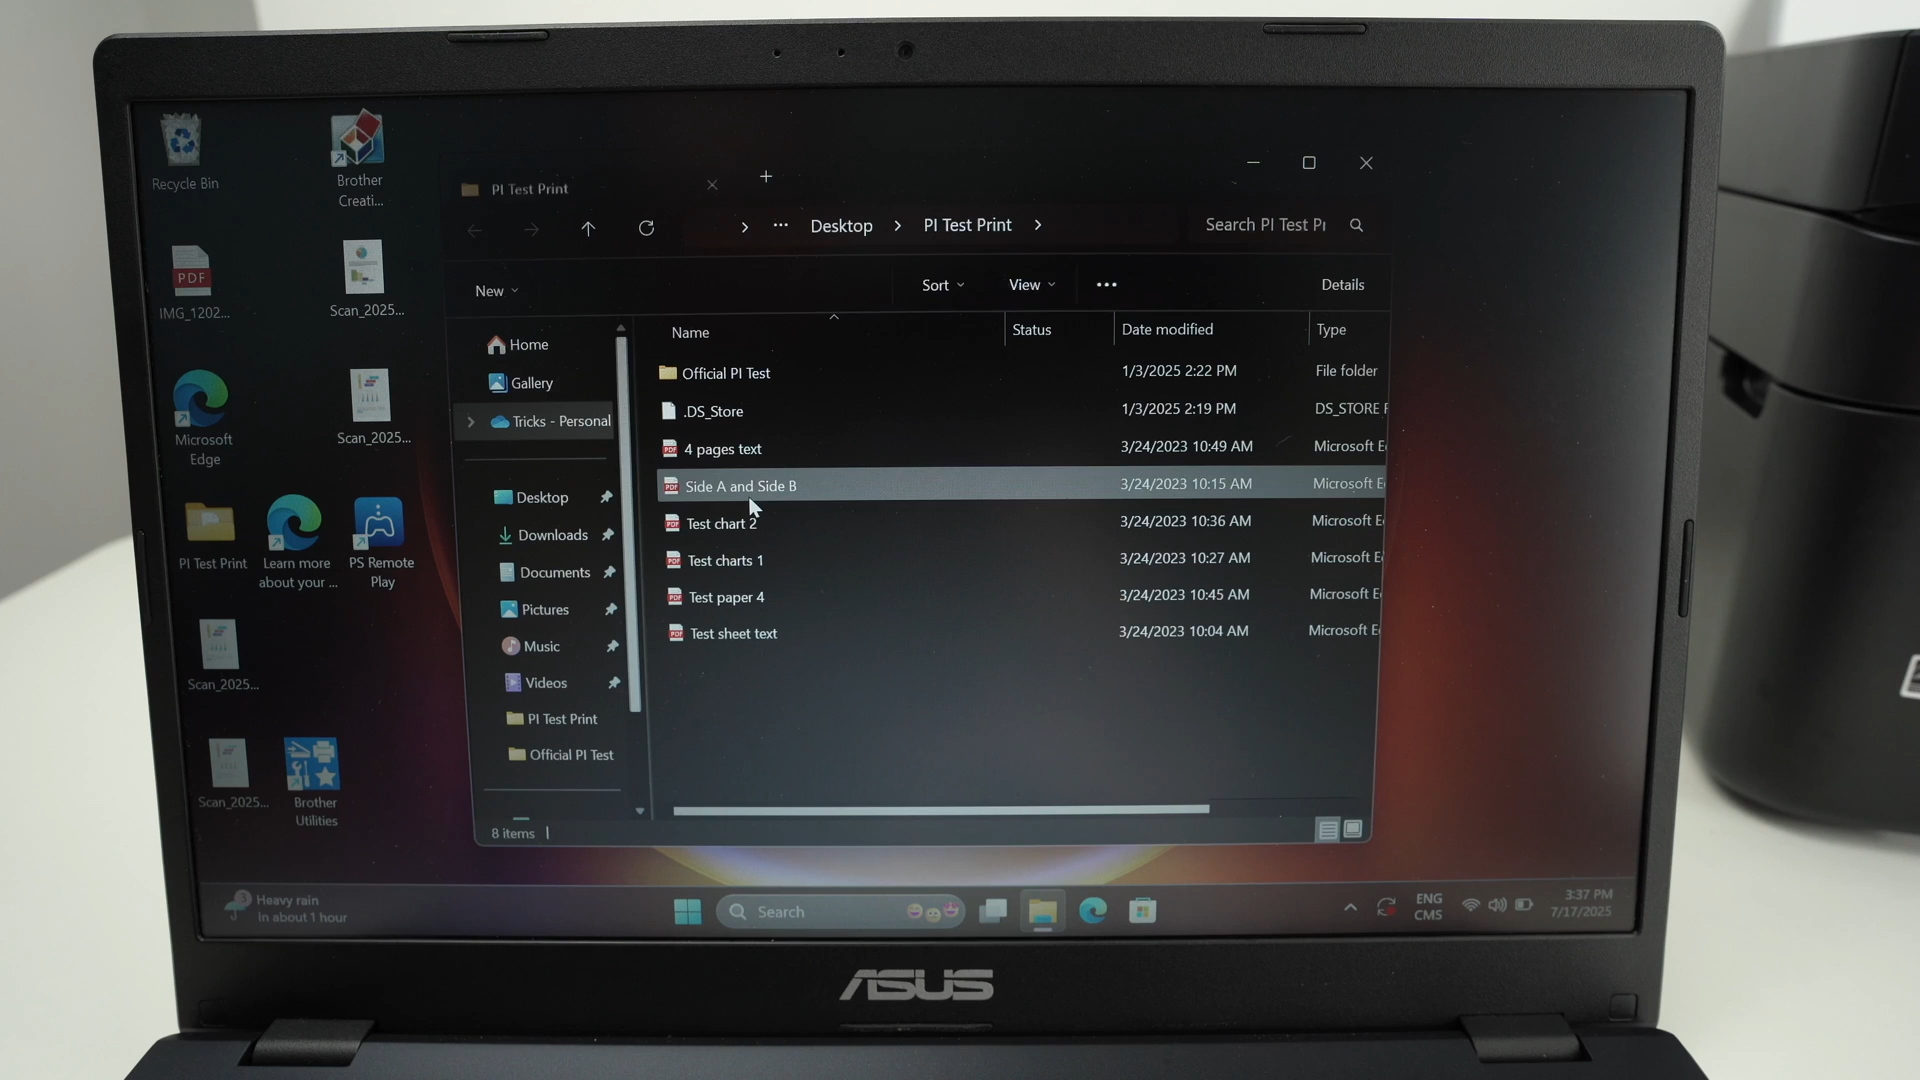 Recycle Bin
Brother
Creati...
IMG_1202...
PDF
Scan_2025...
Microsoft
Edge
Scan_2025...
PI Test Print
Learn more
about your ...
PS Remote
Play
Scan_2025...
Scan_2025...
Brother
Utilities
PI Test Print
Desktop
PI Test Print
Search PI Test Pr
New
Sort
View
Details
Home
Gallery
Tricks - Personal
Desktop
Downloads
Documents
Pictures
Music
Videos
PI Test Print
Official PI Test
Name Status Date modified Type
Official PI Test 1/3/2025 2:22 PM File folder
.DS_Store 1/3/2025 2:19 PM DS_STORE F
4 pages text 3/24/2023 10:49 AM Microsoft E
Side A and Side B 3/24/2023 10:15 AM Microsoft E
Test chart 2 3/24/2023 10:36 AM Microsoft E
Test charts 1 3/24/2023 10:27 AM Microsoft E
Test paper 4 3/24/2023 10:45 AM Microsoft E
Test sheet text 3/24/2023 10:04 AM Microsoft E
8 items
3
Heavy rain
In about 1 hour
Search
ENG
CMS
3:37 PM
7/17/2025
ASUS